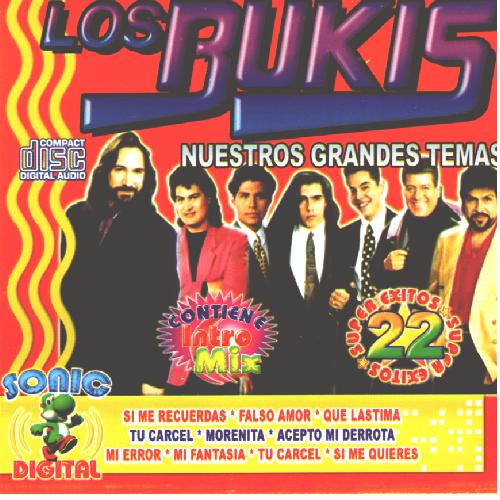 LOS BUKIS
COMPACT
disc
DIGITAL AUDIO
NUESTROS GRANDES TEMAS
CONTIENE
Intro
Mix
SUPER EXITOS SUPER EXITOS
22
SONIC
DIGITAL
SI ME RECUERDAS * FALSO AMOR * QUE LASTIMA
TU CARCEL * MORENITA * ACEPTO MI DERROTA
MI ERROR * MI FANTASIA * TU CARCEL * SI ME QUIERES